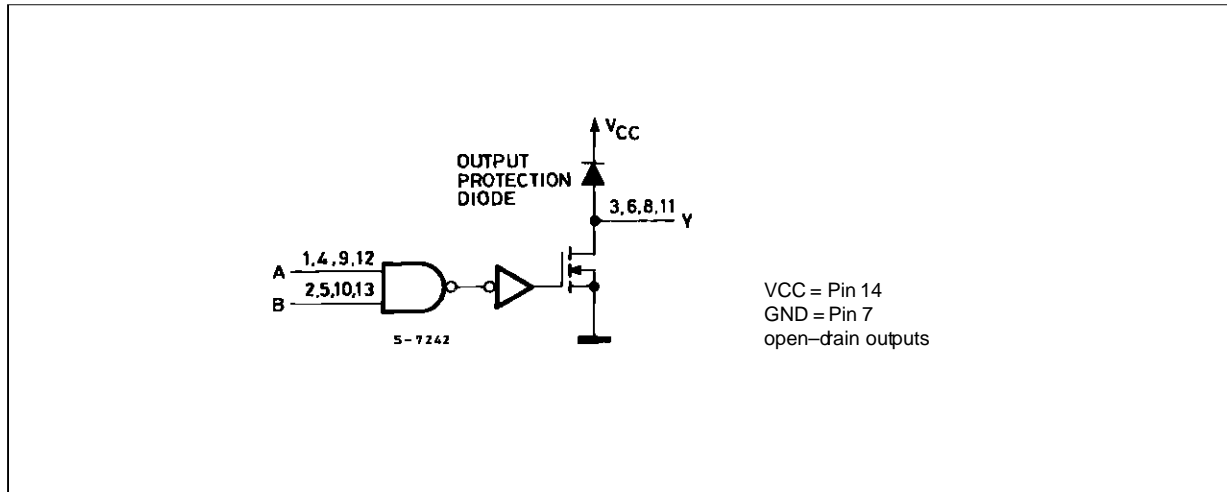 VCC
OUTPUT
PROTECTION
DIODE
3,6,8,11
Y
1,4,9,12
A
2,5,10,13
B
S-7242
VCC = Pin 14
GND = Pin 7
open–drain outputs